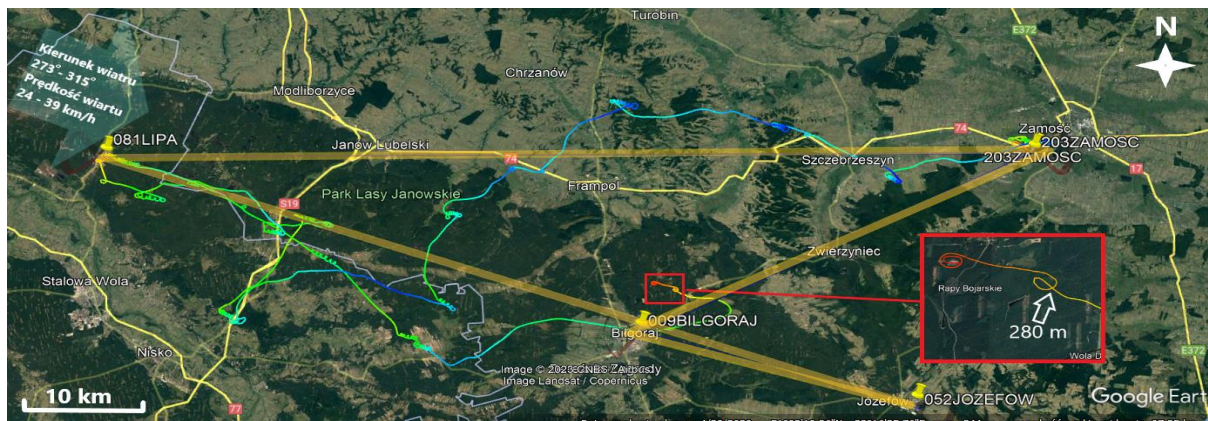 Turobin
E372
N
Kierunek wiatru
273° - 315°
Prędkość wiartu
24 - 39 km/h
Chrzanów
Modliborzyce
081LIPA
Janów Lubelski
74
74
Zamość
203ZAMOSC
203ZAMOSC
Szczebrzeszyn
17
Frampol
Park Lasy Janowskie
S19
Zwierzyniec
Stalowa Wola
Rapy Bojarskie
280 m
Wola D
009BILGORAJ
Biłgoraj
E372
Nisko
Image Landsat / Copernicus
10 km
77
Józefów
052JOZEFOW
Google Eart